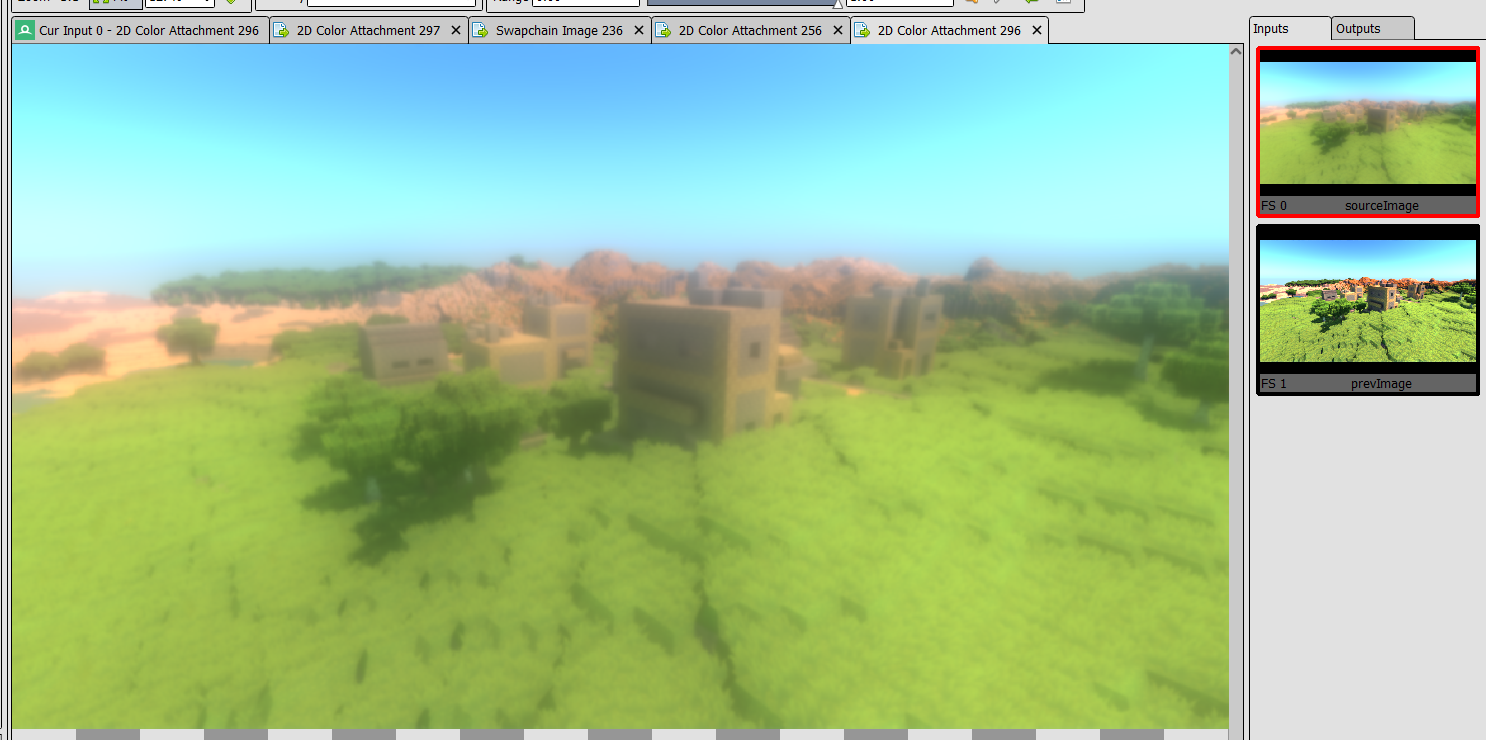 Cur Input 0 - 2D Color Attachment 296
2D Color Attachment 297
Swapchain Image 236
2D Color Attachment 256
2D Color Attachment 296
Inputs
Outputs
FS 0 sourceImage
FS 1 prevImage